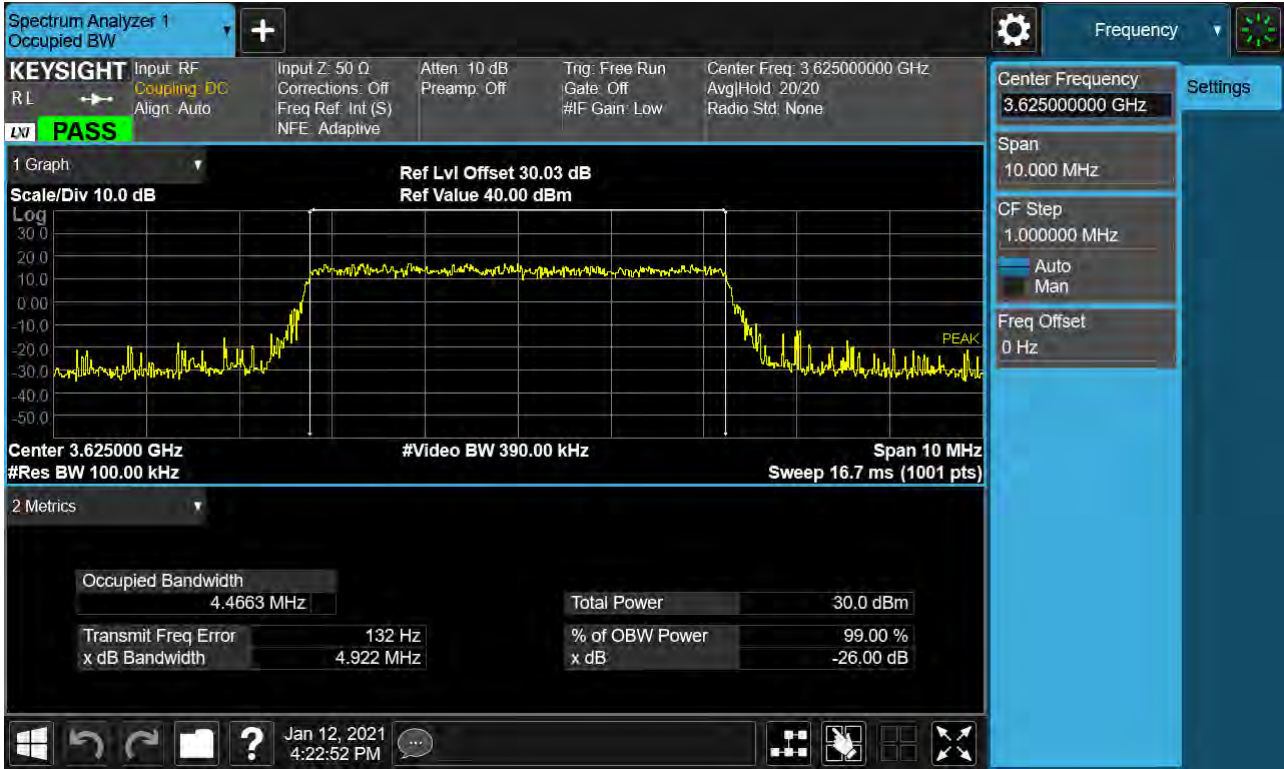 Spectrum Analyzer 1
Occupied BW
Frequency
KEYSIGHT
RL
LXI PASS
Input: RF
Coupling: DC
Align: Auto
Input Z: 50 Ω
Corrections: Off
Freq Ref: Int (S)
NFE: Adaptive
Atten: 10 dB
Preamp: Off
Trig: Free Run
Gate: Off
#IF Gain: Low
Center Freq: 3.625000000 GHz
Avg|Hold: 20/20
Radio Std: None
1 Graph
Scale/Div 10.0 dB
Ref Lvl Offset 30.03 dB
Ref Value 40.00 dBm
Log
30.0
20.0
10.0
0.00
-10.0
-20.0
-30.0
-40.0
-50.0
PEAK
Center 3.625000 GHz
#Video BW 390.00 kHz
Span 10 MHz
#Res BW 100.00 kHz
Sweep 16.7 ms (1001 pts)
2 Metrics
Occupied Bandwidth
4.4663 MHz
Total Power 30.0 dBm
Transmit Freq Error 132 Hz
% of OBW Power 99.00 %
x dB Bandwidth 4.922 MHz
x dB -26.00 dB
Center Frequency
3.625000000 GHz
Settings
Span
10.000 MHz
CF Step
1.000000 MHz
Auto
Man
Freq Offset
0 Hz
?
Jan 12, 2021
4:22:52 PM